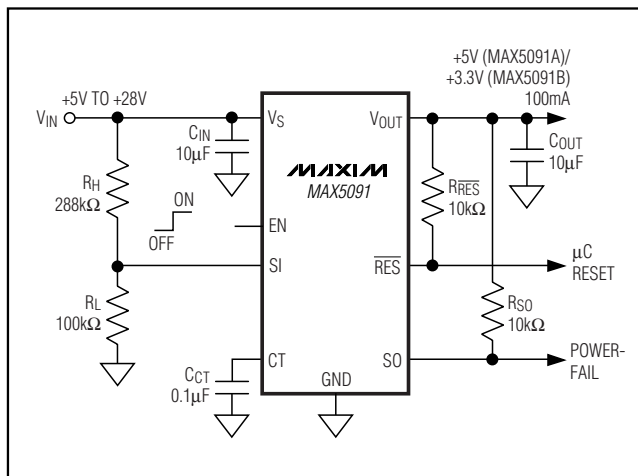 +5V (MAX5091A)/
+3.3V (MAX5091B)
100mA
+5V TO +28V
VIN
VS
VOUT
CIN
10µF
COUT
10µF
MAXIM
MAX5091
RH
288kΩ
RRES
10kΩ
ON
OFF
EN
SI
RES
µC
RESET
RL
100kΩ
RSO
10kΩ
CT
CCT
0.1µF
GND
SO
POWER-
FAIL